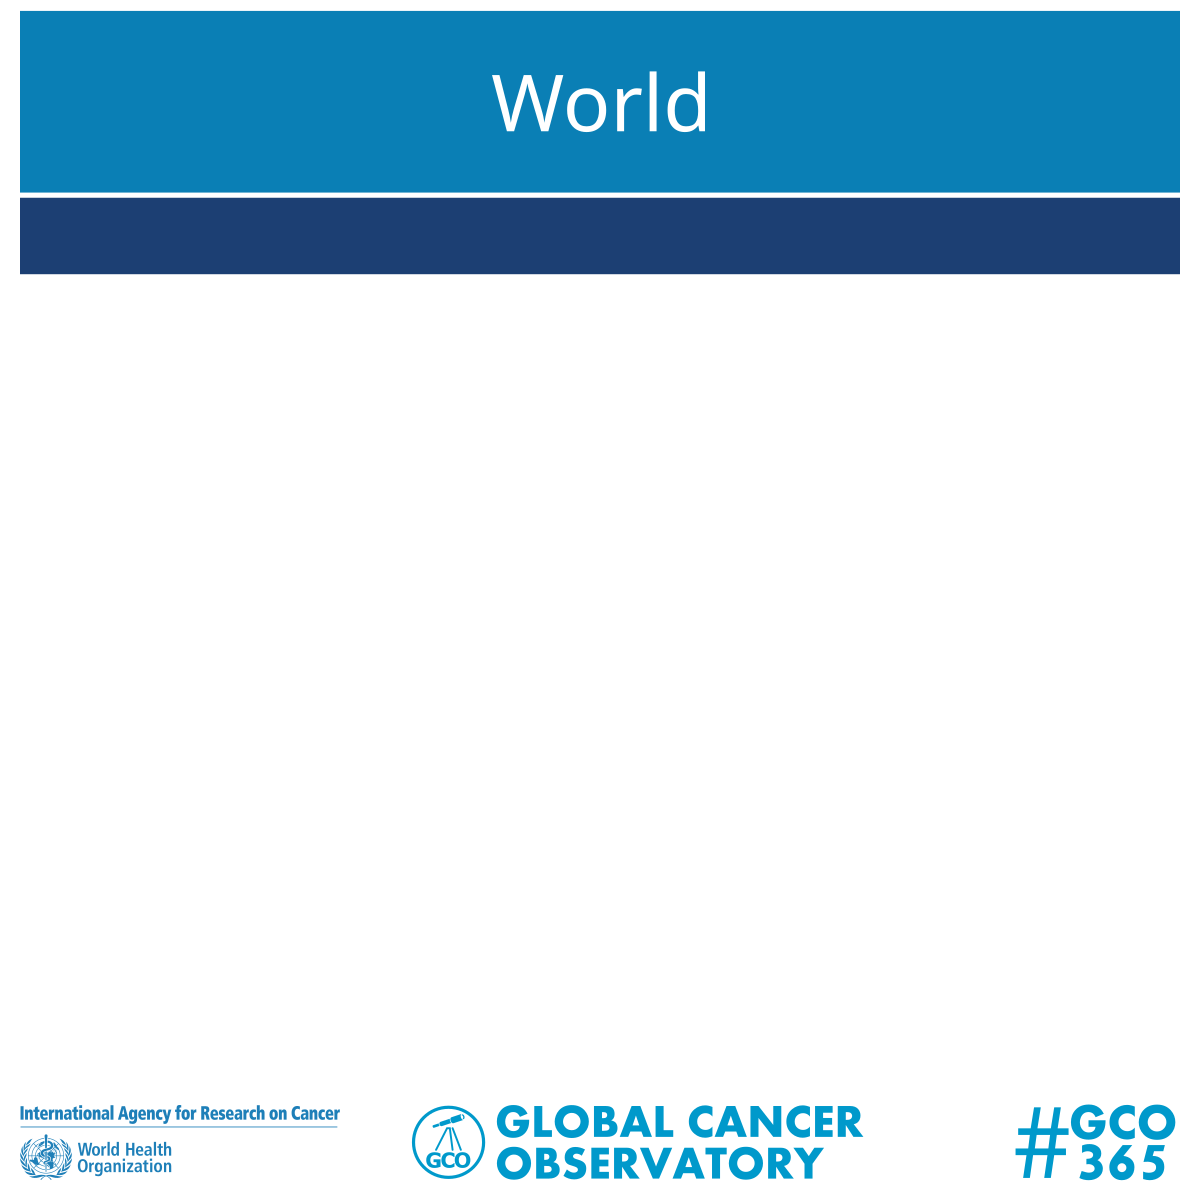 World
International Agency for Research on Cancer
World Health
Organization
GCO
GLOBAL CANCER
OBSERVATORY
#GCO
365